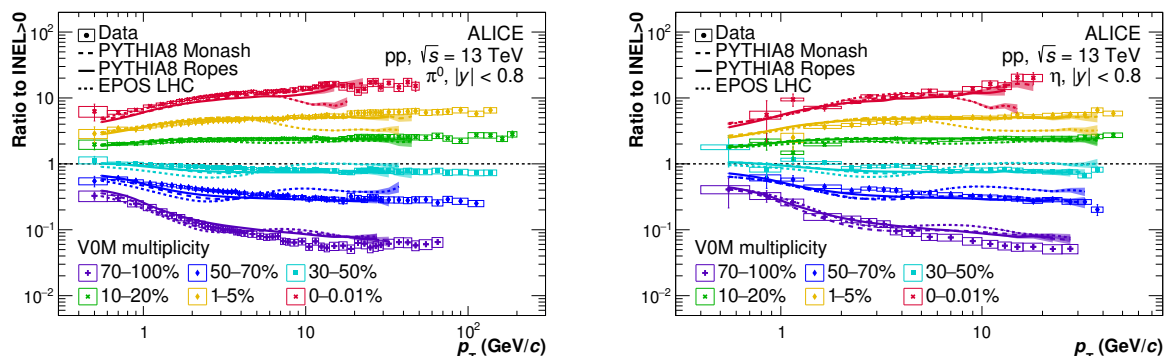 Ratio to INEL>0
10²
10
1
10⁻¹
10⁻²
Data
PYTHIA8 Monash
PYTHIA8 Ropes
EPOS LHC
ALICE
pp, √s = 13 TeV
π⁰, |y| < 0.8
V0M multiplicity
70–100% 50–70% 30–50%
10–20% 1–5% 0–0.01%
1 10 10²
p_T (GeV/c)
Ratio to INEL>0
10²
10
1
10⁻¹
10⁻²
Data
PYTHIA8 Monash
PYTHIA8 Ropes
EPOS LHC
ALICE
pp, √s = 13 TeV
η, |y| < 0.8
V0M multiplicity
70–100% 50–70% 30–50%
10–20% 1–5% 0–0.01%
1 10
p_T (GeV/c)